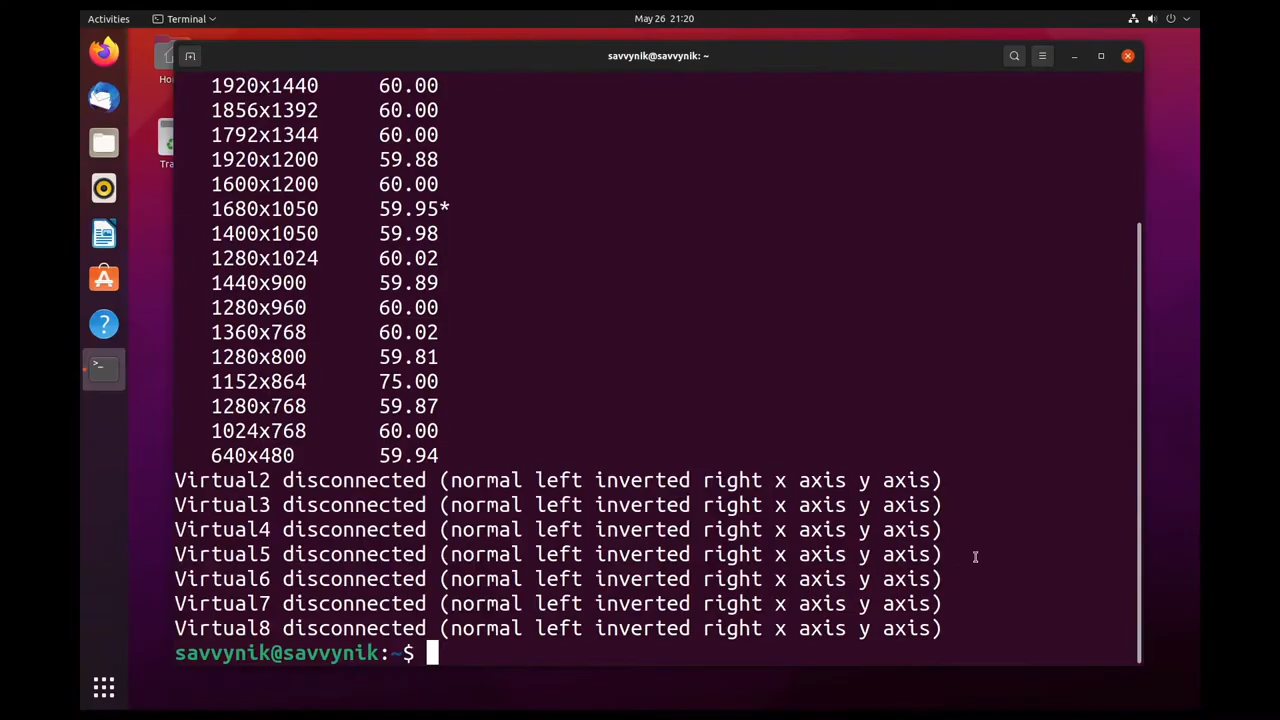 Activities Terminal May 26 21:20
savvynik@savvynik: ~
Ho
Tra
1920x1440 60.00
1856x1392 60.00
1792x1344 60.00
1920x1200 59.88
1600x1200 60.00
1680x1050 59.95*
1400x1050 59.98
1280x1024 60.02
1440x900 59.89
1280x960 60.00
1360x768 60.02
1280x800 59.81
1152x864 75.00
1280x768 59.87
1024x768 60.00
640x480 59.94
Virtual2 disconnected (normal left inverted right x axis y axis)
Virtual3 disconnected (normal left inverted right x axis y axis)
Virtual4 disconnected (normal left inverted right x axis y axis)
Virtual5 disconnected (normal left inverted right x axis y axis)
Virtual6 disconnected (normal left inverted right x axis y axis)
Virtual7 disconnected (normal left inverted right x axis y axis)
Virtual8 disconnected (normal left inverted right x axis y axis)
savvynik@savvynik:~$